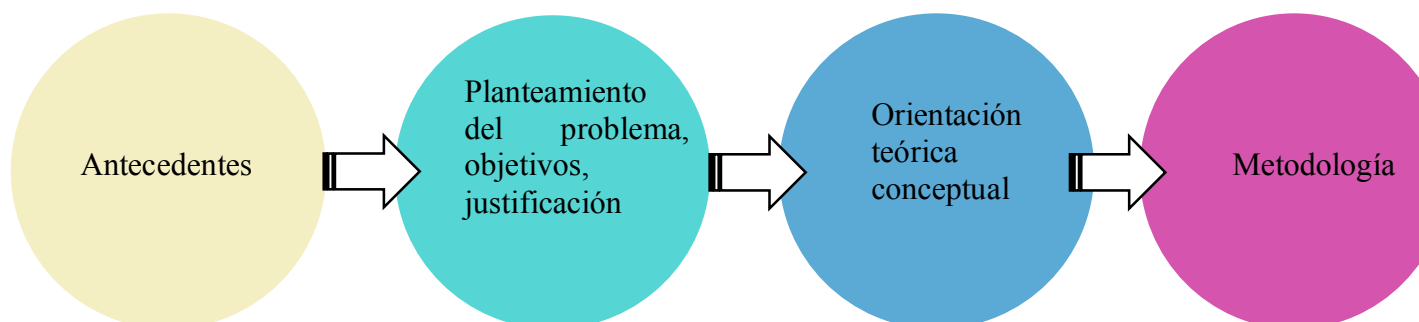 Antecedentes
Planteamiento
del problema,
objetivos,
justificación
Orientación
teórica
conceptual
Metodología